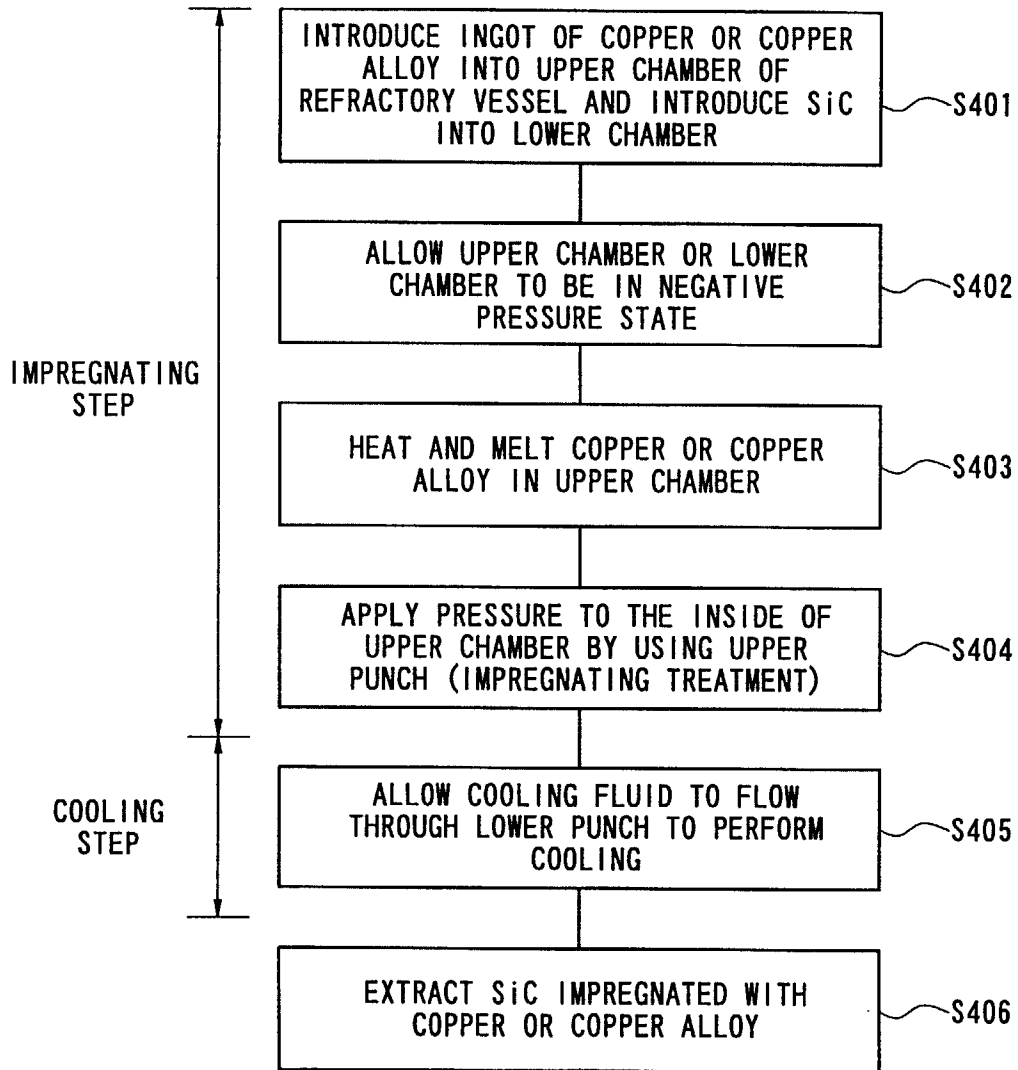 INTRODUCE INGOT OF COPPER OR COPPER
ALLOY INTO UPPER CHAMBER OF
REFRACTORY VESSEL AND INTRODUCE SiC
INTO LOWER CHAMBER
S401
ALLOW UPPER CHAMBER OR LOWER
CHAMBER TO BE IN NEGATIVE
PRESSURE STATE
S402
IMPREGNATING
STEP
HEAT AND MELT COPPER OR COPPER
ALLOY IN UPPER CHAMBER
S403
APPLY PRESSURE TO THE INSIDE OF
UPPER CHAMBER BY USING UPPER
PUNCH (IMPREGNATING TREATMENT)
S404
COOLING
STEP
ALLOW COOLING FLUID TO FLOW
THROUGH LOWER PUNCH TO PERFORM
COOLING
S405
EXTRACT SiC IMPREGNATED WITH
COPPER OR COPPER ALLOY
S406